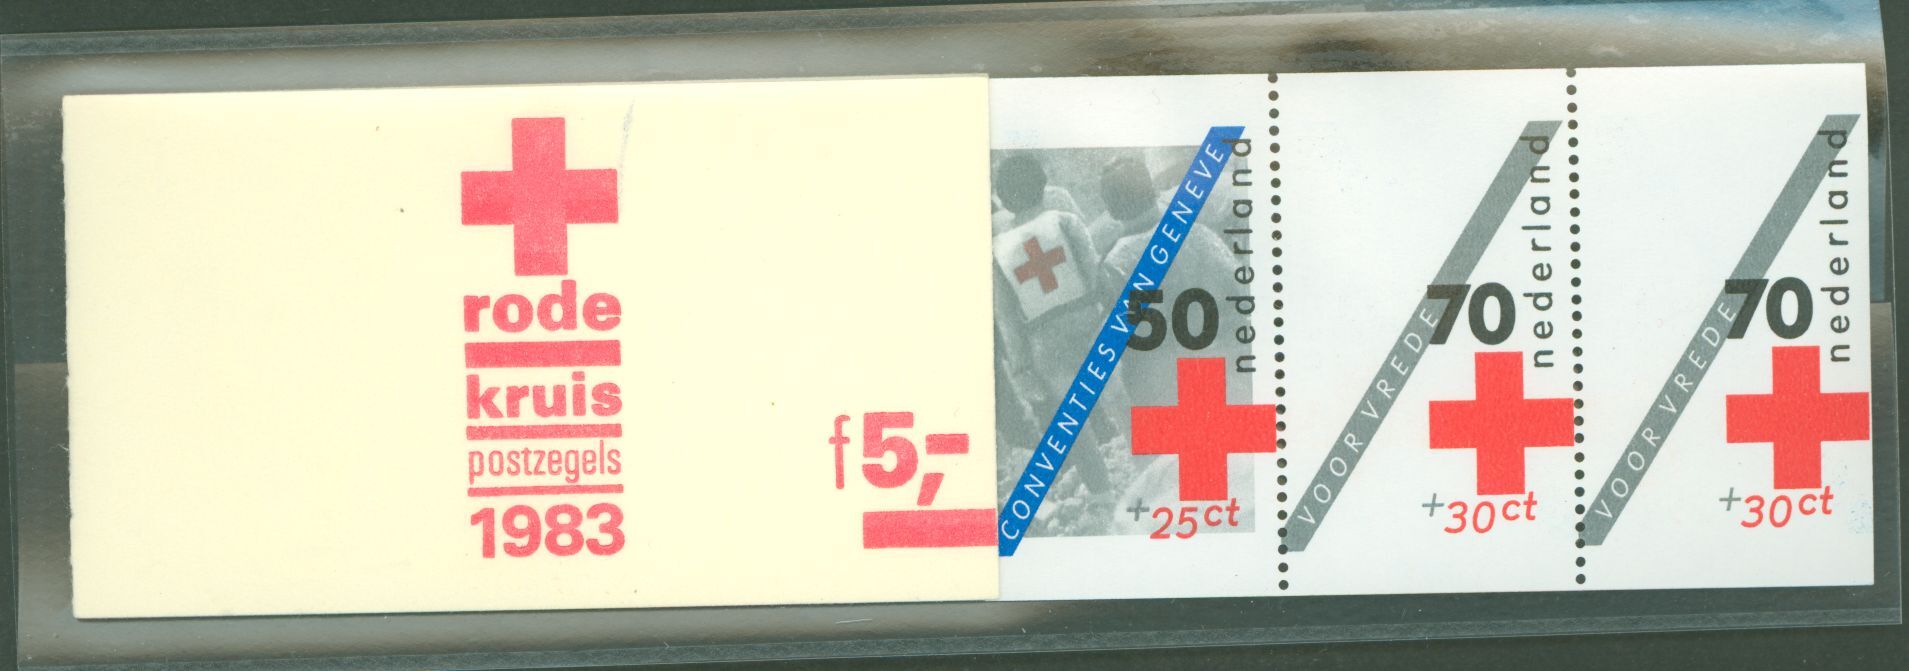 rode
kruis
postzegels
1983
f5,-
CONVENTIES VAN GENEVE
nederland
50
+25ct
VOOR VREDE
nederland
70
+30ct
VOOR VREDE
nederland
70
+30ct